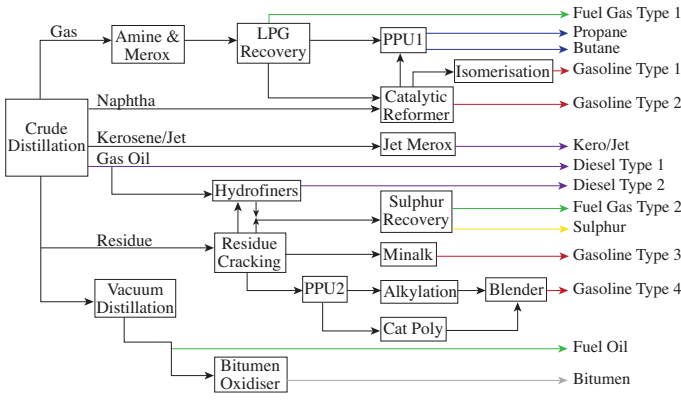 Gas
Amine &
Merox
LPG
Recovery
PPU1
Fuel Gas Type 1
Propane
Butane
Isomerisation
Gasoline Type 1
Naphtha
Catalytic
Reformer
Gasoline Type 2
Crude
Distillation
Kerosene/Jet
Jet Merox
Kero/Jet
Gas Oil
Diesel Type 1
Hydrofiners
Diesel Type 2
Sulphur
Recovery
Fuel Gas Type 2
Sulphur
Residue
Residue
Cracking
Minalk
Gasoline Type 3
Vacuum
Distillation
PPU2
Alkylation
Blender
Gasoline Type 4
Cat Poly
Fuel Oil
Bitumen
Oxidiser
Bitumen